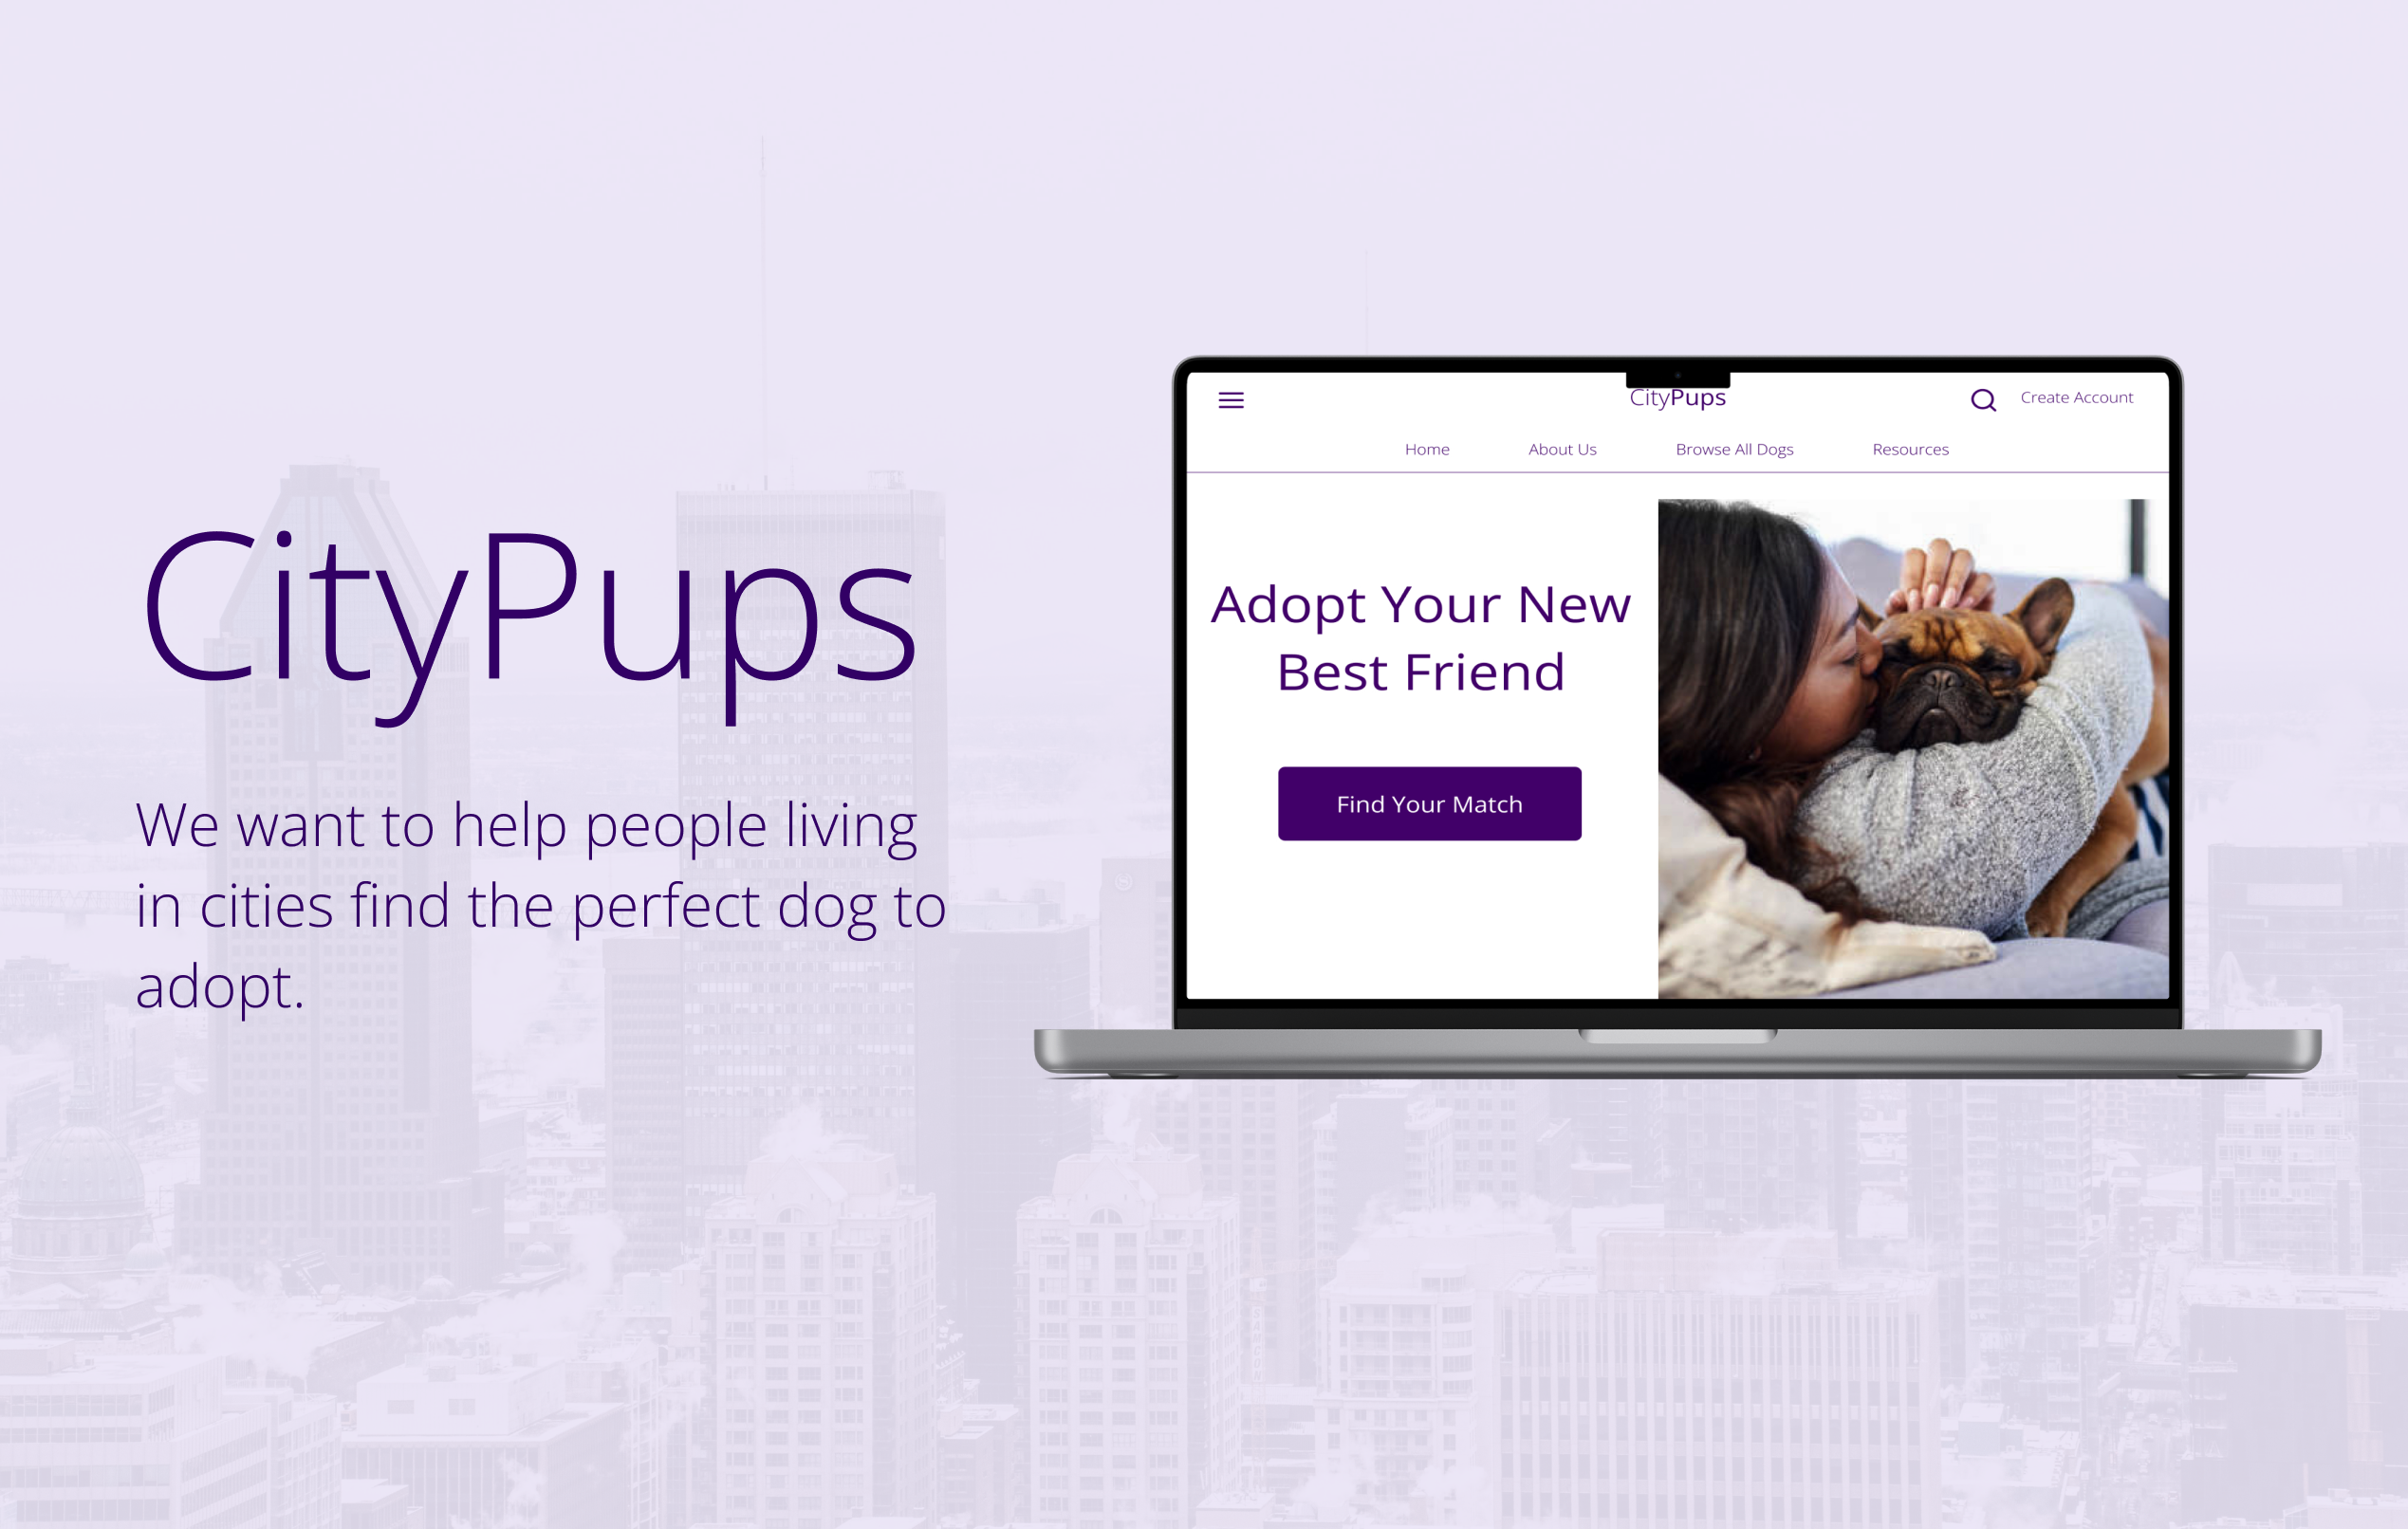 CityPups
We want to help people living
in cities find the perfect dog to
adopt.
CityPups
Create Account
Home
About Us
Browse All Dogs
Resources
Adopt Your New
Best Friend
Find Your Match